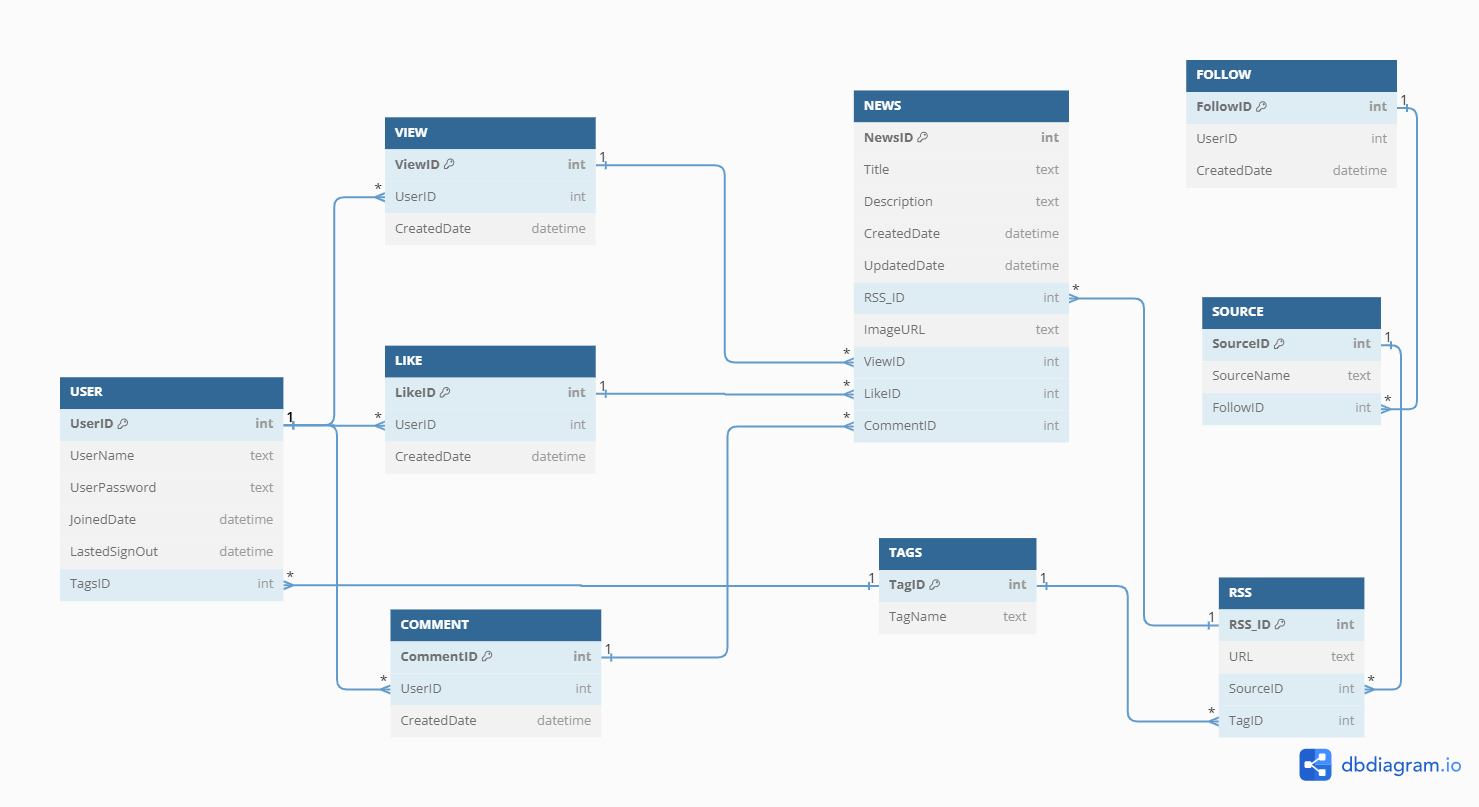 FOLLOW
FollowID int
UserID int
CreatedDate datetime
1
NEWS
NewsID int
Title text
Description text
CreatedDate datetime
UpdatedDate datetime
RSS_ID int
*
ImageURL text
* ViewID int
* LikeID int
* CommentID int
VIEW
ViewID int
1
* UserID int
CreatedDate datetime
SOURCE
SourceID int
1
SourceName text
FollowID int
*
LIKE
LikeID int
1
* UserID int
CreatedDate datetime
USER
UserID int
1
UserName text
UserPassword text
JoinedDate datetime
LastedSignOut datetime
TagsID int
*
TAGS
1 TagID int 1
TagName text
RSS
1 RSS_ID int
URL text
SourceID int *
* TagID int
COMMENT
CommentID int
1
* UserID int
CreatedDate datetime
dbdiagram.io